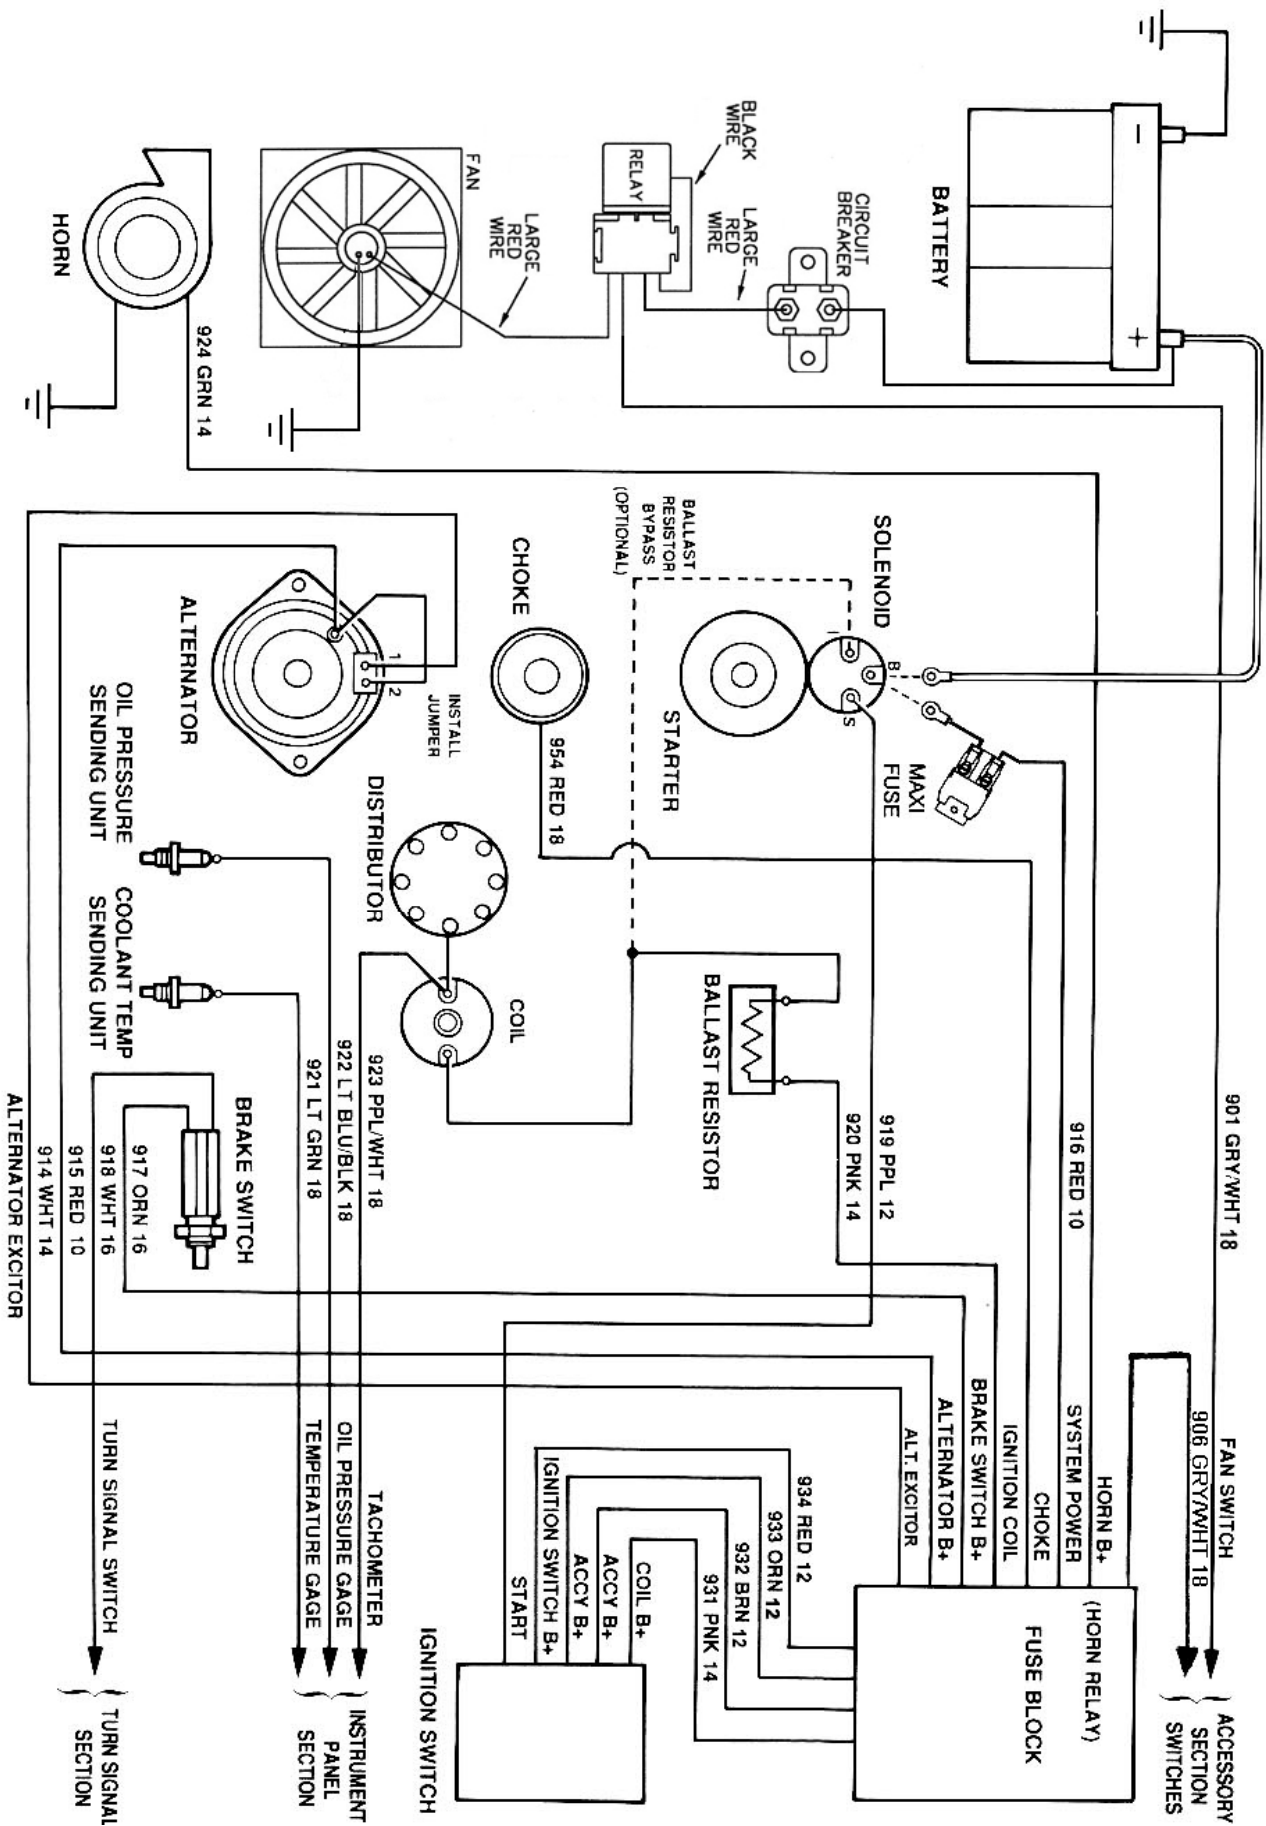 BATTERY
−
+
CIRCUIT
BREAKER
LARGE
RED
WIRE
BLACK
WIRE
RELAY
LARGE
RED
WIRE
FAN
HORN
924 GRN 14
SOLENOID
I
B
S
STARTER
MAXI
FUSE
BALLAST
RESISTOR
BYPASS
(OPTIONAL)
CHOKE
954 RED 18
ALTERNATOR
1
2
INSTALL
JUMPER
DISTRIBUTOR
COIL
BALLAST RESISTOR
OIL PRESSURE
SENDING UNIT
COOLANT TEMP
SENDING UNIT
BRAKE SWITCH
901 GRY/WHT 18
916 RED 10
919 PPL 12
920 PNK 14
923 PPL/WHT 18
922 LT BLU/BLK 18
921 LT GRN 18
917 ORN 16
918 WHT 16
915 RED 10
914 WHT 14
ALTERNATOR EXCITOR
FAN SWITCH
906 GRY/WHT 18
HORN B+
SYSTEM POWER
CHOKE
IGNITION COIL
BRAKE SWITCH B+
ALTERNATOR B+
ALT. EXCITOR
934 RED 12
933 ORN 12
932 BRN 12
931 PNK 14
COIL B+
ACCY B+
ACCY B+
IGNITION SWITCH B+
START
TACHOMETER
OIL PRESSURE GAGE
TEMPERATURE GAGE
TURN SIGNAL SWITCH
(HORN RELAY)
FUSE BLOCK
IGNITION SWITCH
ACCESSORY
SECTION
SWITCHES
INSTRUMENT
PANEL
SECTION
TURN SIGNAL
SECTION